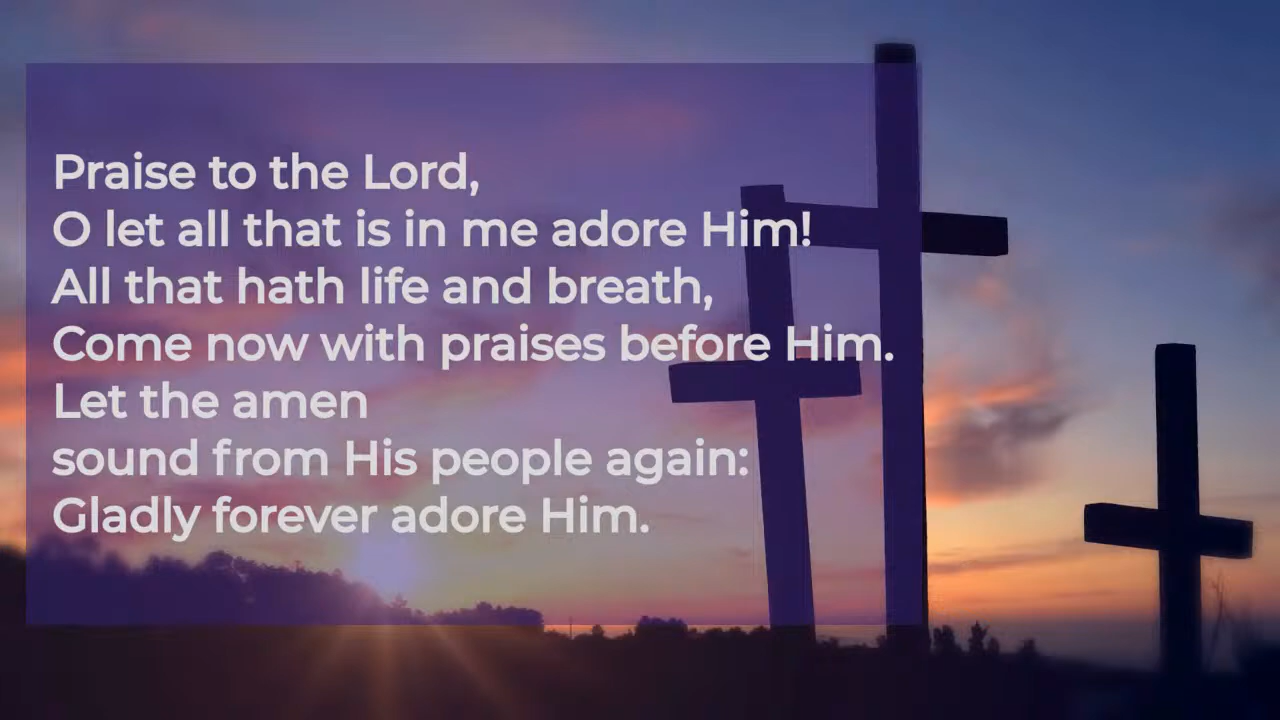 Praise to the Lord,
O let all that is in me adore Him!
All that hath life and breath,
Come now with praises before Him.
Let the amen
sound from His people again:
Gladly forever adore Him.